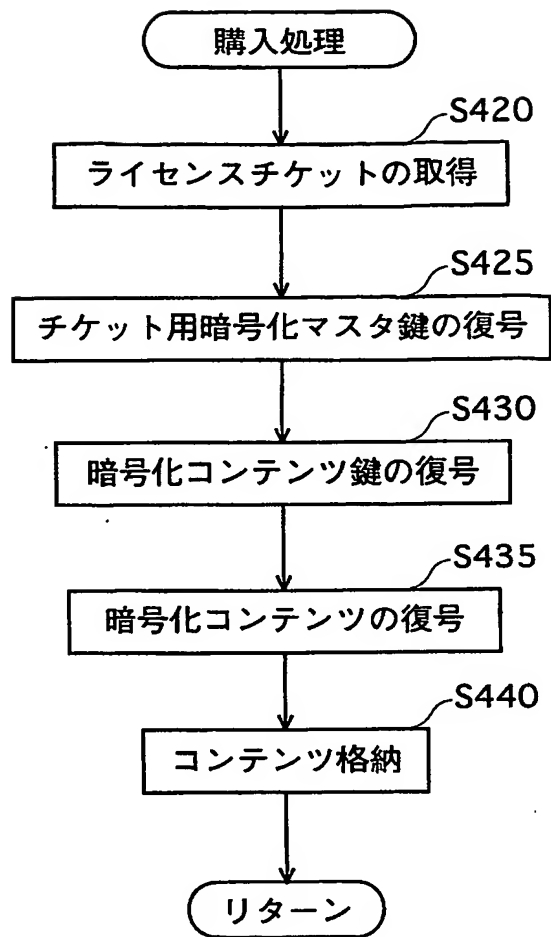 購入処理
S420
ライセンスチケットの取得
S425
チケット用暗号化マスタ鍵の復号
S430
暗号化コンテンツ鍵の復号
S435
暗号化コンテンツの復号
S440
コンテンツ格納
リターン